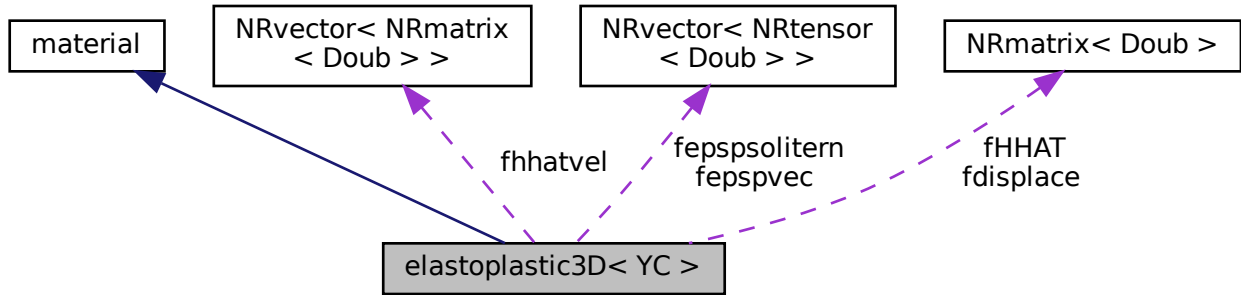 material
NRvector< NRmatrix
< Doub > >
NRvector< NRtensor
< Doub > >
NRmatrix< Doub >
fhhatvel
fepspsolitern
fepspvec
fHHAT
fdisplace
elastoplastic3D< YC >